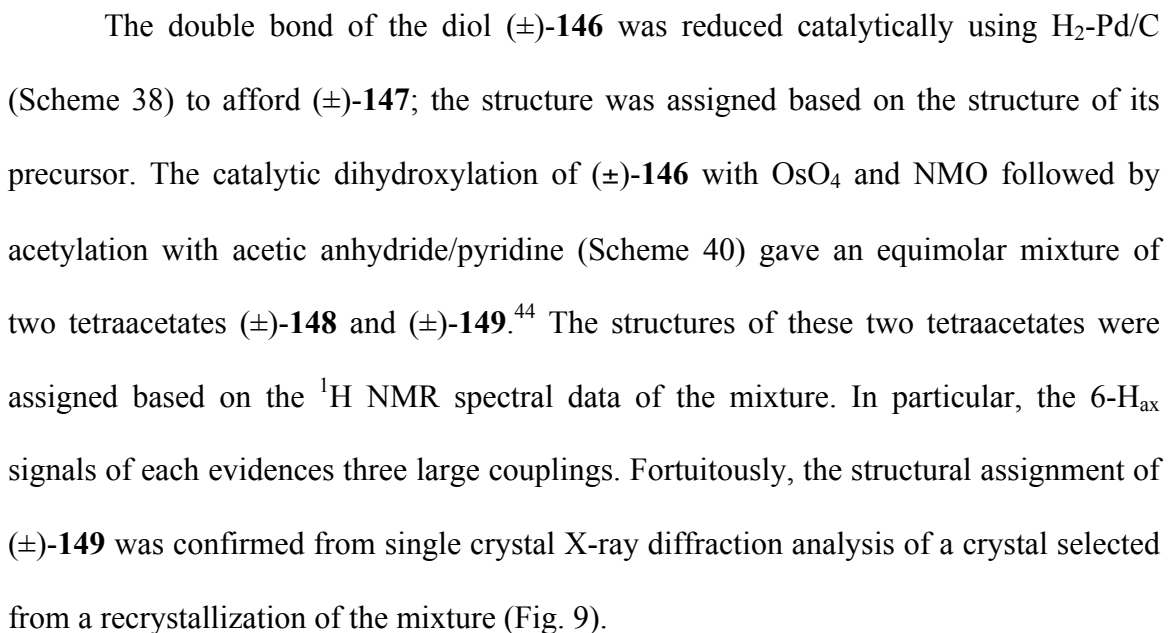 The double bond of the diol (±)-146 was reduced catalytically using H₂-Pd/C
(Scheme 38) to afford (±)-147; the structure was assigned based on the structure of its
precursor. The catalytic dihydroxylation of (±)-146 with OsO₄ and NMO followed by
acetylation with acetic anhydride/pyridine (Scheme 40) gave an equimolar mixture of
two tetraacetates (±)-148 and (±)-149.⁴⁴ The structures of these two tetraacetates were
assigned based on the ¹H NMR spectral data of the mixture. In particular, the 6-Hₐₓ
signals of each evidences three large couplings. Fortuitously, the structural assignment of
(±)-149 was confirmed from single crystal X-ray diffraction analysis of a crystal selected
from a recrystallization of the mixture (Fig. 9).